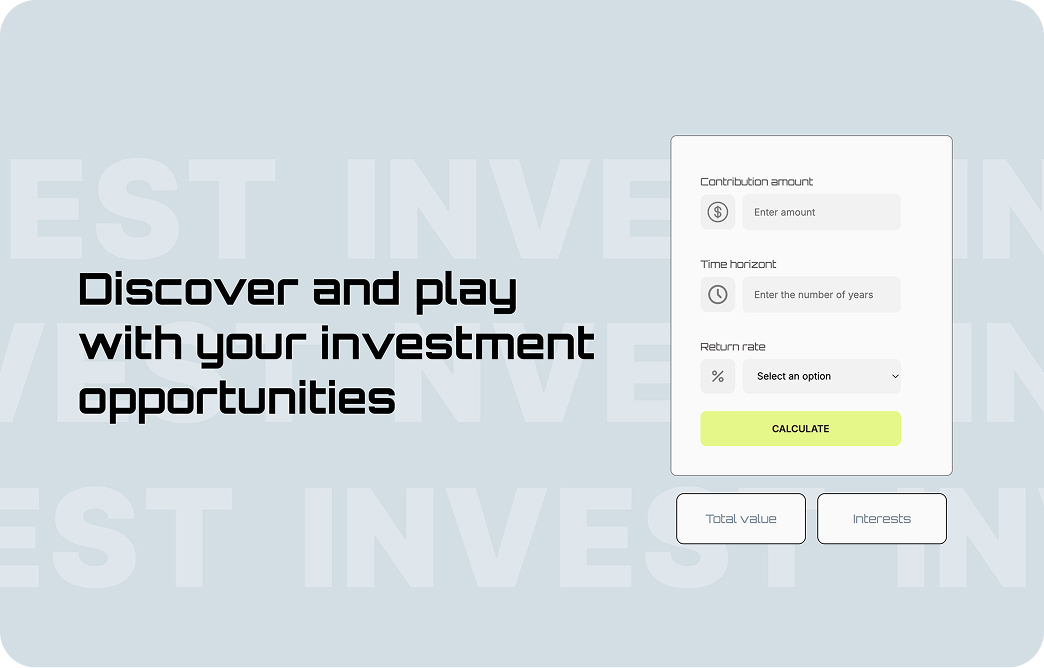 EST INVEST IN
Discover and play
with your investment
opportunities
VEST INVEST IN
EST INVEST IN
Contribution amount
$
Enter amount
Time horizont
Enter the number of years
Return rate
%
Select an option
CALCULATE
Total value
Interests